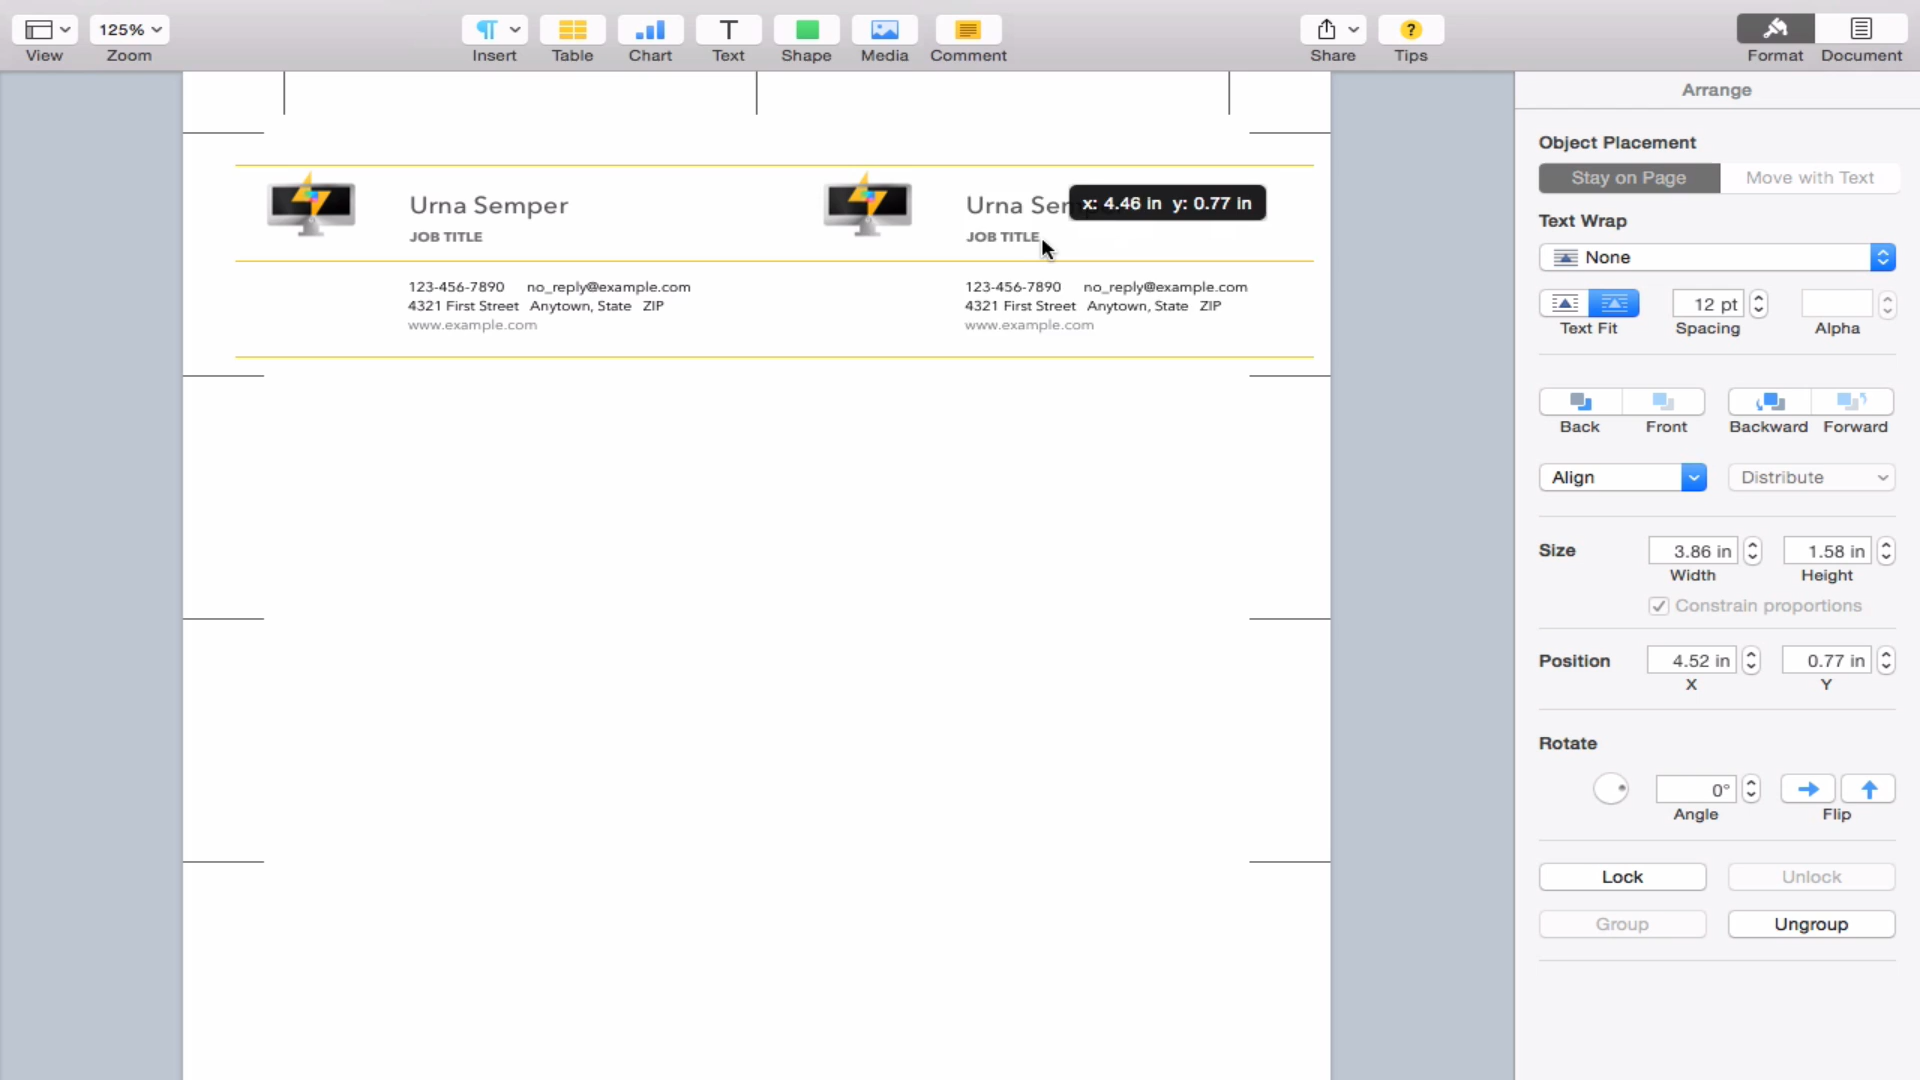 125%
View
Zoom
Insert
Table
Chart
T
Text
Shape
Media
Comment
Share
?
Tips
Format
Document
Arrange
Object Placement
Stay on Page
Move with Text
Text Wrap
None
Text Fit
12 pt
Spacing
Alpha
Back
Front
Backward
Forward
Align
Distribute
Size
3.86 in
Width
1.58 in
Height
Constrain proportions
Position
4.52 in
X
0.77 in
Y
Rotate
0°
Angle
Flip
Lock
Unlock
Group
Ungroup
Urna Semper
JOB TITLE
123-456-7890 no_reply@example.com
4321 First Street Anytown, State ZIP
www.example.com
Urna Sem
x: 4.46 in y: 0.77 in
JOB TITLE
123-456-7890 no_reply@example.com
4321 First Street Anytown, State ZIP
www.example.com